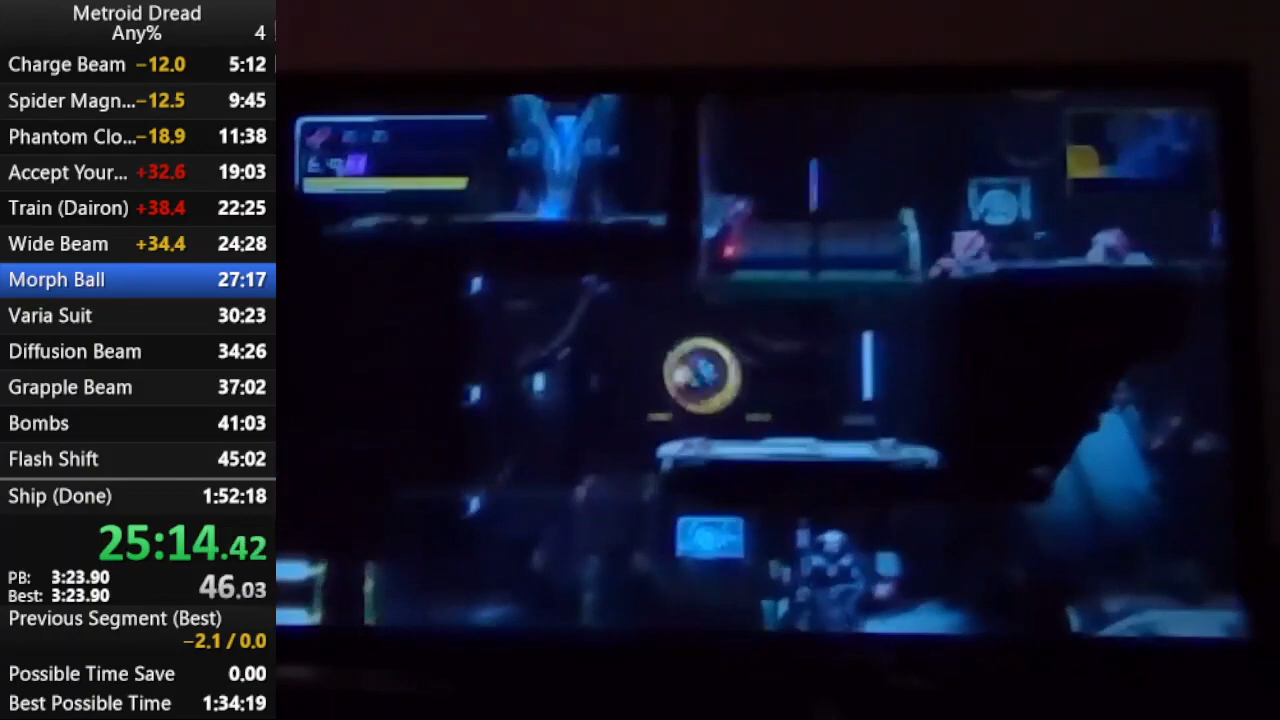 Metroid Dread
Any% 4
Charge Beam −12.0 5:12
Spider Magn... −12.5 9:45
Phantom Clo... −18.9 11:38
Accept Your... +32.6 19:03
Train (Dairon) +38.4 22:25
Wide Beam +34.4 24:28
Morph Ball 27:17
Varia Suit 30:23
Diffusion Beam 34:26
Grapple Beam 37:02
Bombs 41:03
Flash Shift 45:02
Ship (Done) 1:52:18
25:14.42
PB: 3:23.90
Best: 3:23.90
46.03
Previous Segment (Best)
−2.1 / 0.0
Possible Time Save 0.00
Best Possible Time 1:34:19